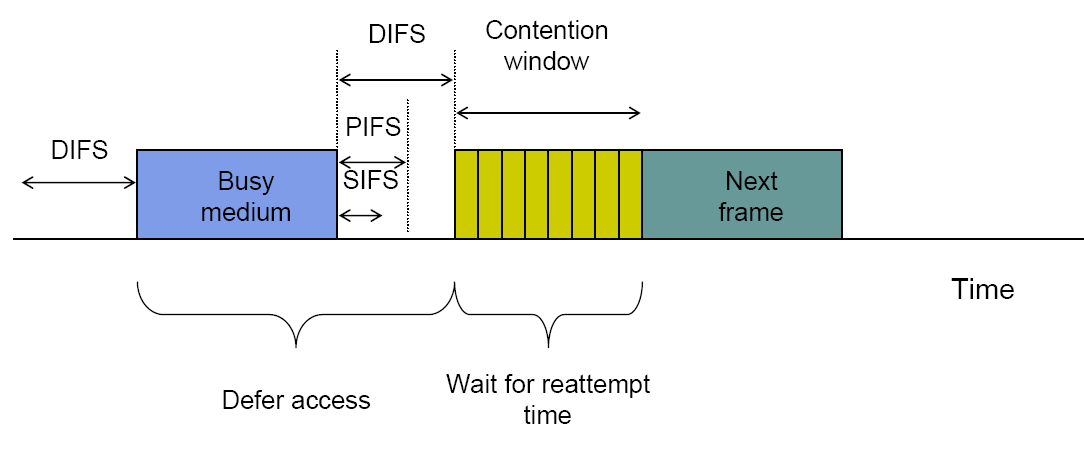 DIFS
Contention
window
PIFS
DIFS
SIFS
Busy
medium
Next
frame
Time
Defer access
Wait for reattempt
time